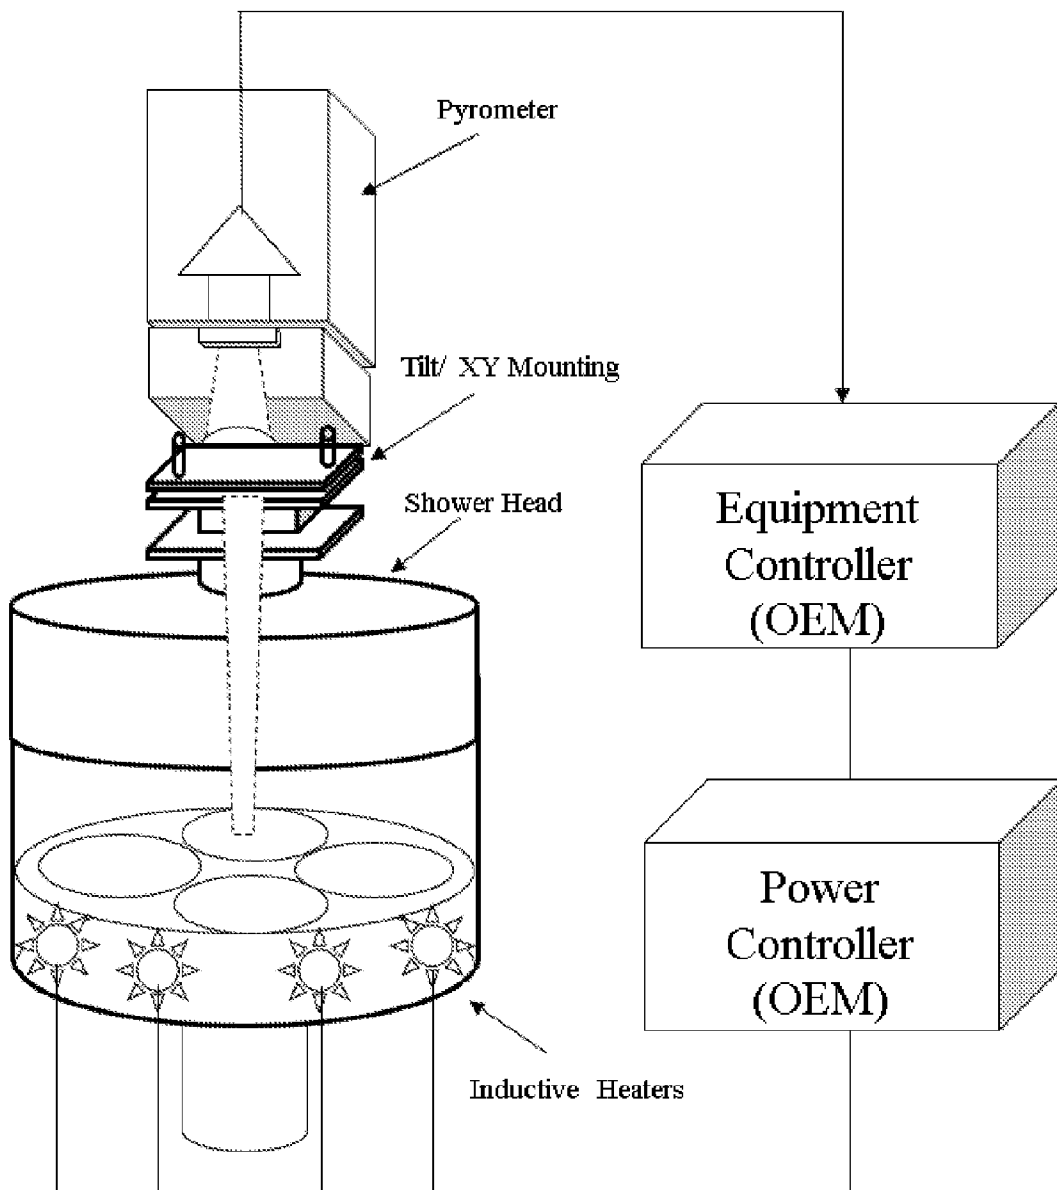 Pyrometer
Tilt/ XY Mounting
Shower Head
Equipment
Controller
(OEM)
Power
Controller
(OEM)
Inductive Heaters